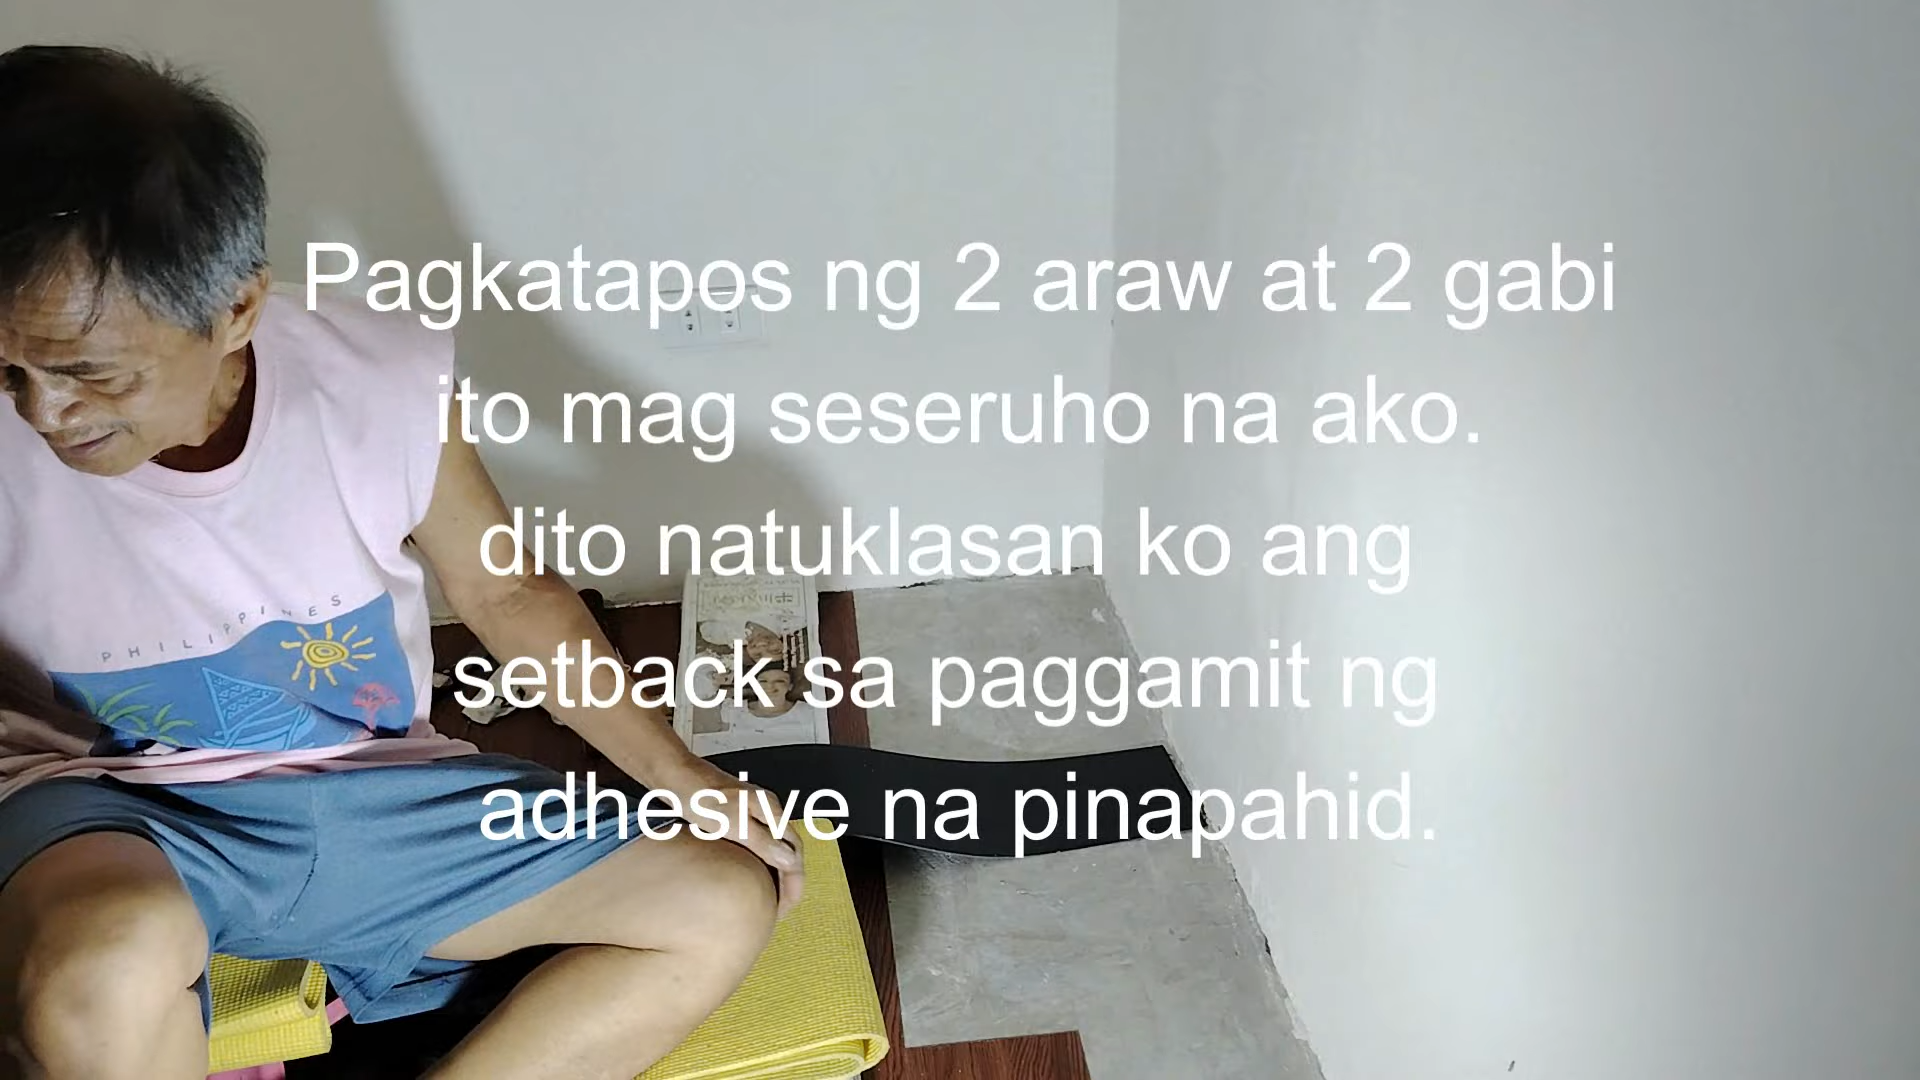 Pagkatapos ng 2 araw at 2 gabi
ito mag seseruho na ako.
dito natuklasan ko ang
setback sa paggamit ng
adhesive na pinapahid.
PHILIPPINES